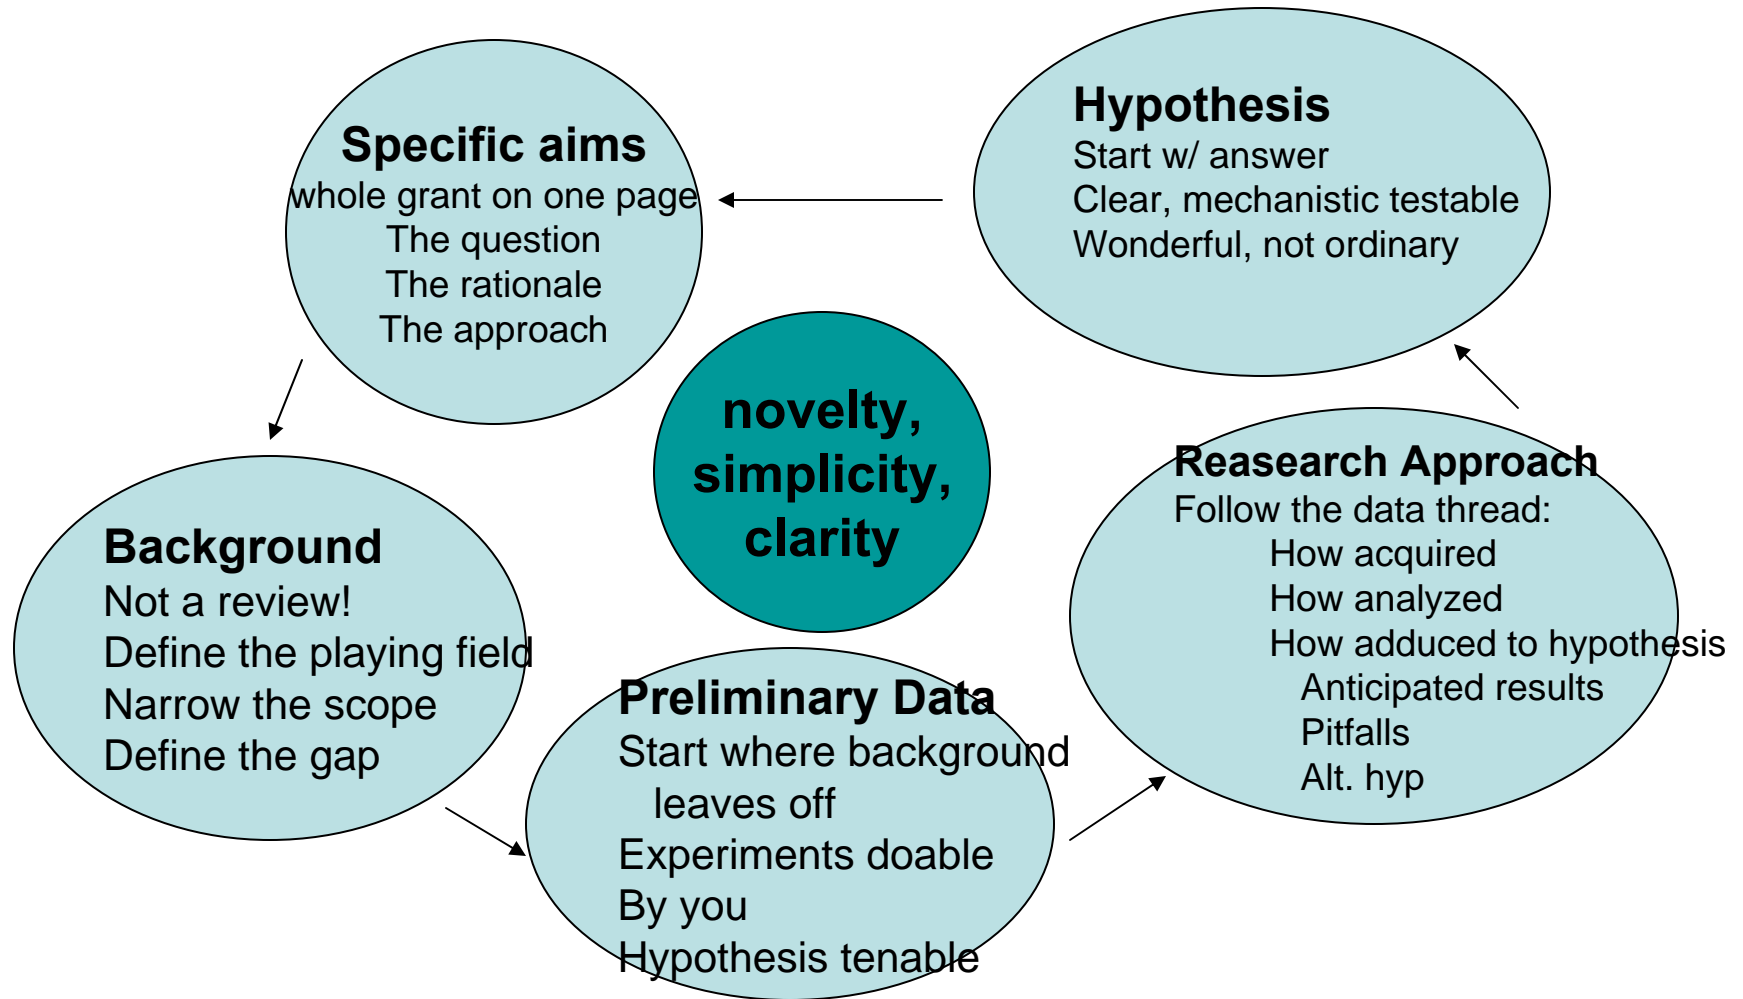 Specific aims
whole grant on one page
The question
The rationale
The approach
Hypothesis
Start w/ answer
Clear, mechanistic testable
Wonderful, not ordinary
novelty,
simplicity,
clarity
Background
Not a review!
Define the playing field
Narrow the scope
Define the gap
Preliminary Data
Start where background
leaves off
Experiments doable
By you
Hypothesis tenable
Reasearch Approach
Follow the data thread:
How acquired
How analyzed
How adduced to hypothesis
Anticipated results
Pitfalls
Alt. hyp